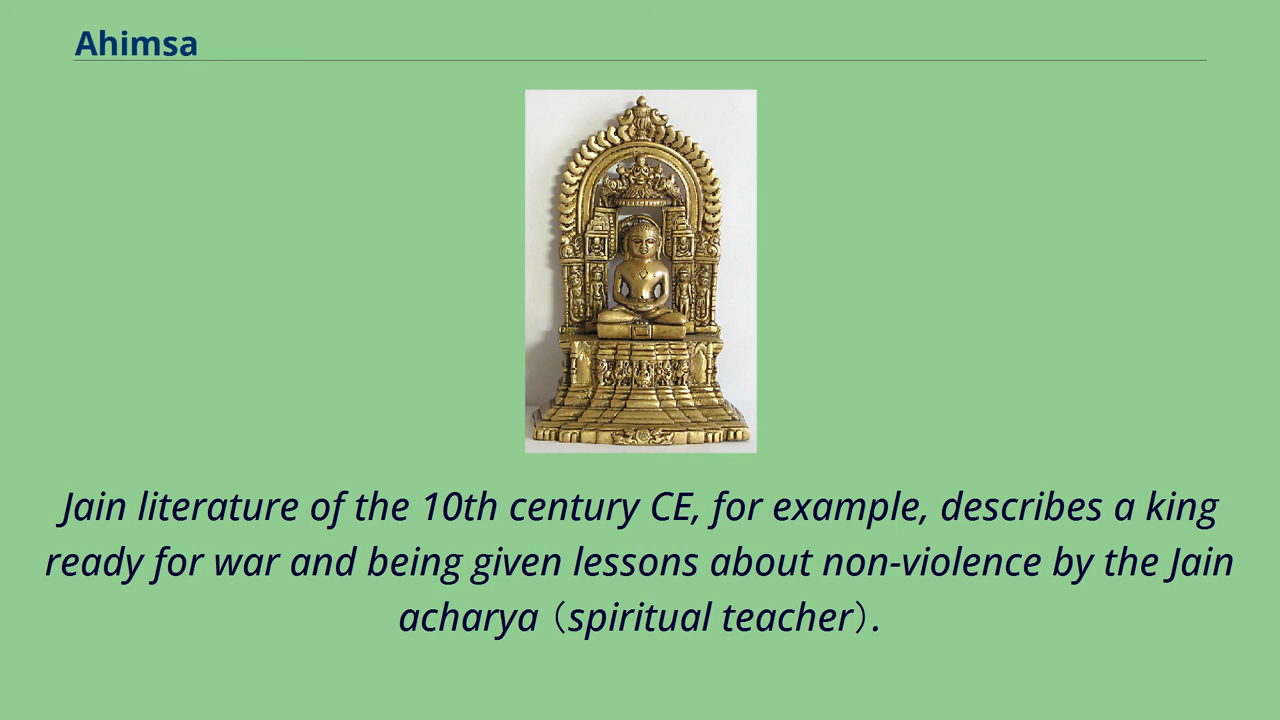 Ahimsa
Jain literature of the 10th century CE, for example, describes a king
ready for war and being given lessons about non-violence by the Jain
acharya（spiritual teacher）.